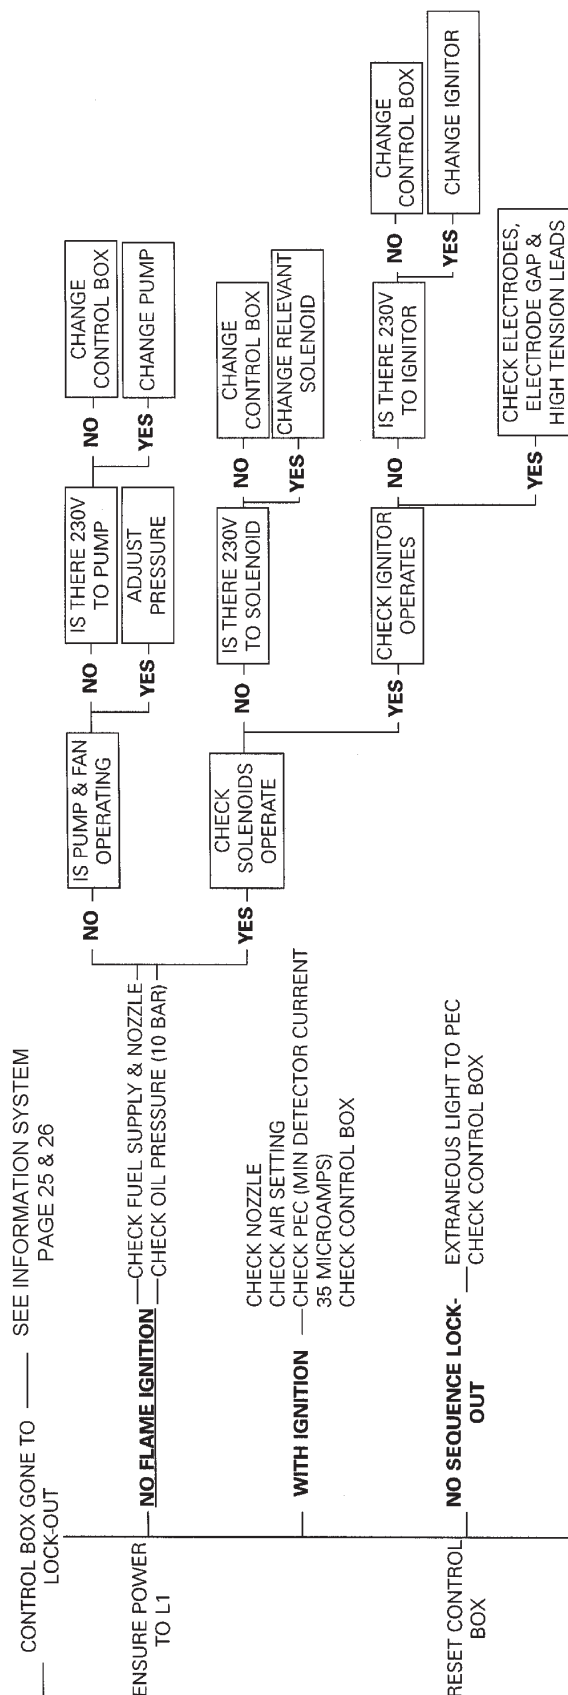 CONTROL BOX GONE TO
LOCK-OUT
SEE INFORMATION SYSTEM
PAGE 25 & 26
ENSURE POWER
TO L1
NO FLAME IGNITION
CHECK FUEL SUPPLY & NOZZLE
CHECK OIL PRESSURE (10 BAR)
NO
IS PUMP & FAN
OPERATING
NO
IS THERE 230V
TO PUMP
NO
CHANGE
CONTROL BOX
YES
CHANGE PUMP
YES
ADJUST
PRESSURE
YES
CHECK
SOLENOIDS
OPERATE
NO
IS THERE 230V
TO SOLENOID
NO
CHANGE
CONTROL BOX
YES
CHANGE RELEVANT
SOLENOID
YES
CHECK IGNITOR
OPERATES
NO
IS THERE 230V
TO IGNITOR
NO
CHANGE
CONTROL BOX
YES
CHANGE IGNITOR
YES
CHECK ELECTRODES,
ELECTRODE GAP &
HIGH TENSION LEADS
WITH IGNITION
CHECK NOZZLE
CHECK AIR SETTING
CHECK PEC (MIN DETECTOR CURRENT
35 MICROAMPS)
CHECK CONTROL BOX
RESET CONTROL
BOX
NO SEQUENCE LOCK-
OUT
EXTRANEOUS LIGHT TO PEC
CHECK CONTROL BOX